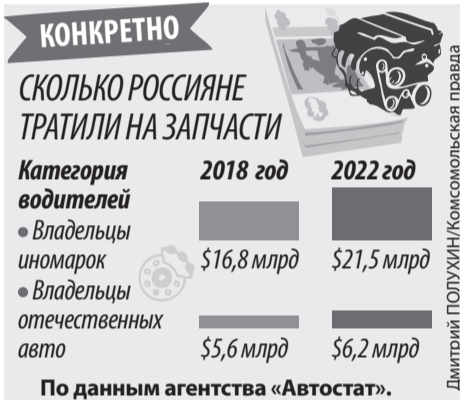 КОНКРЕТНО
СКОЛЬКО РОССИЯНЕ
ТРАТИЛИ НА ЗАПЧАСТИ
Категория
водителей
2018 год
2022 год
• Владельцы
иномарок
$16,8 млрд
$21,5 млрд
• Владельцы
отечественных
авто
$5,6 млрд
$6,2 млрд
По данным агентства «Автостат».
Дмитрий ПОЛУХИН/Комсомольская правда